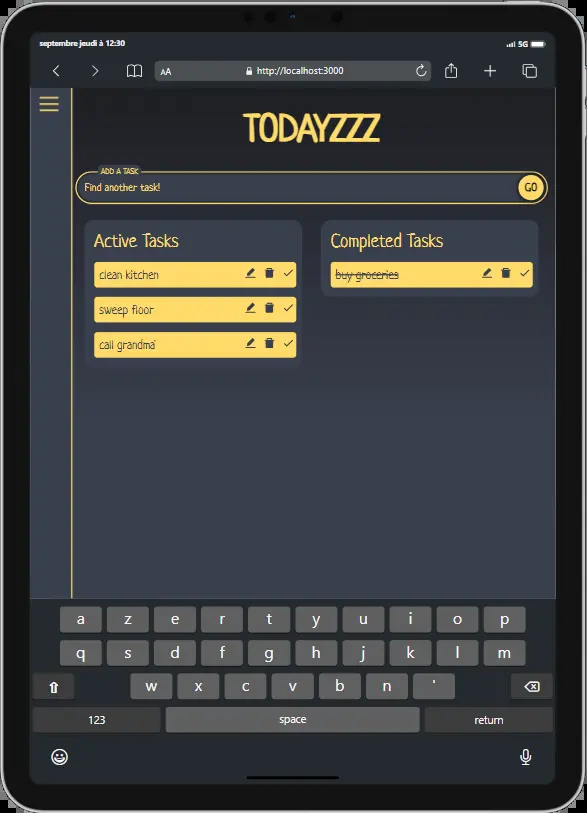 septembre jeudi à 12:30
5G
AA
http://localhost:3000
TODAYZZZ
ADD A TASK
Find another task!
GO
Active Tasks
clean kitchen
sweep floor
call grandma
Completed Tasks
buy groceries
a z e r t y u i o p
q s d f g h j k l m
w x c v b n '
123
space
return